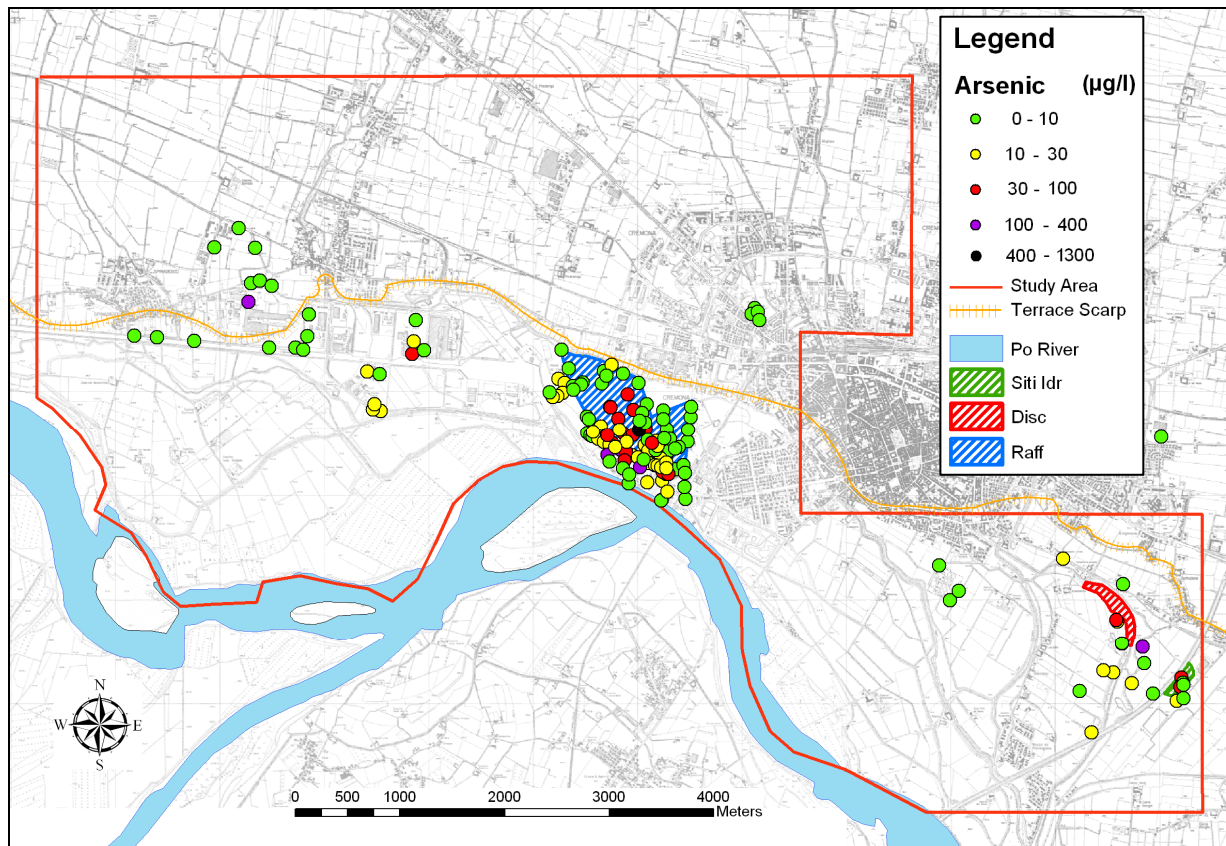 Legend
Arsenic (µg/l)
0 - 10
10 - 30
30 - 100
100 - 400
400 - 1300
Study Area
Terrace Scarp
Po River
Siti Idr
Disc
Raff
CREMONA
CREMONA
N
W E
S
0 500 1000 2000 3000 4000
Meters